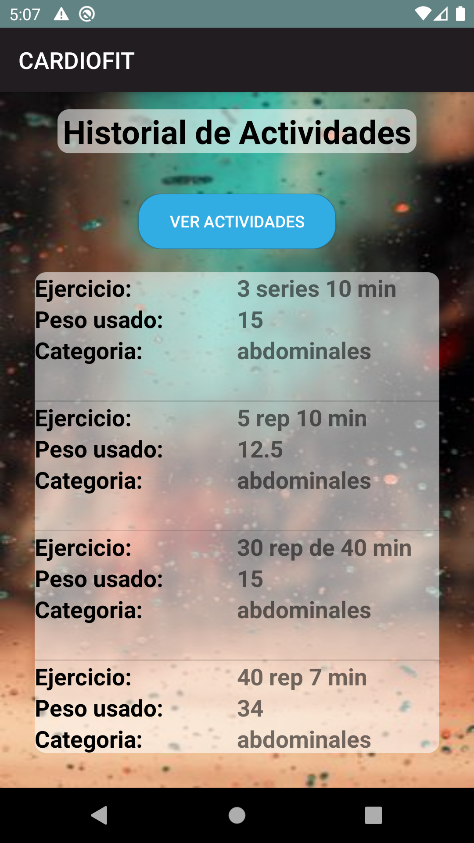 5:07
CARDIOFIT
Historial de Actividades
VER ACTIVIDADES
Ejercicio: 3 series 10 min
Peso usado: 15
Categoria: abdominales
Ejercicio: 5 rep 10 min
Peso usado: 12.5
Categoria: abdominales
Ejercicio: 30 rep de 40 min
Peso usado: 15
Categoria: abdominales
Ejercicio: 40 rep 7 min
Peso usado: 34
Categoria: abdominales